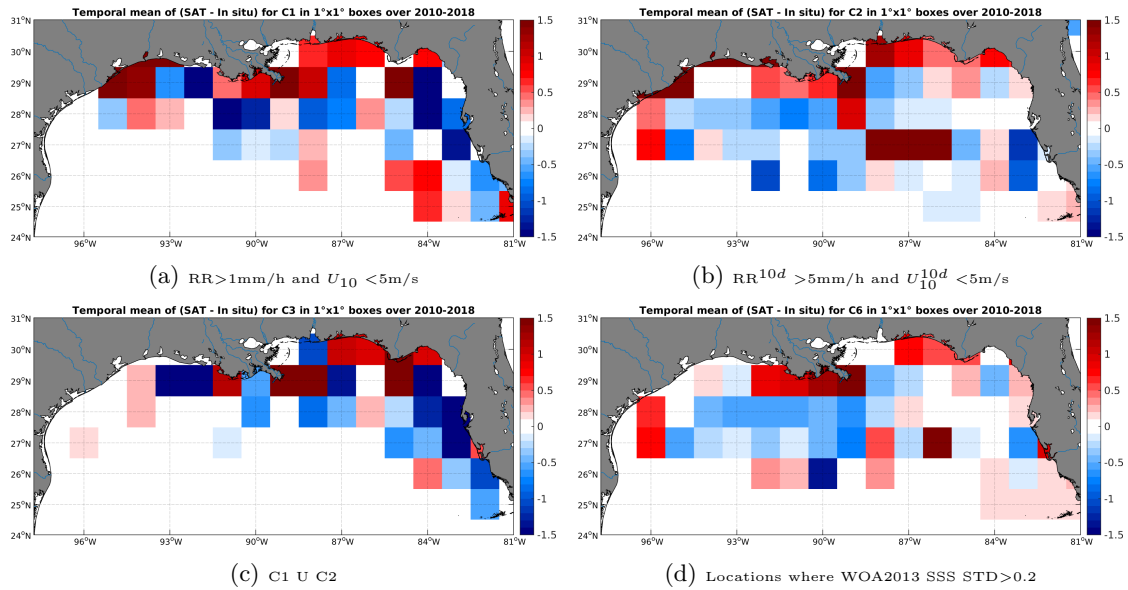 Temporal mean of (SAT - In situ) for C1 in 1°x1° boxes over 2010-2018
31°N
30°N
29°N
28°N
27°N
26°N
25°N
24°N
96°W 93°W 90°W 87°W 84°W 81°W
1.5
1
0.5
0
-0.5
-1
-1.5
(a) RR>1mm/h and U10 <5m/s
Temporal mean of (SAT - In situ) for C2 in 1°x1° boxes over 2010-2018
31°N
30°N
29°N
28°N
27°N
26°N
25°N
24°N
96°W 93°W 90°W 87°W 84°W 81°W
1.5
1
0.5
0
-0.5
-1
-1.5
(b) RR^10d >5mm/h and U_10^10d <5m/s
Temporal mean of (SAT - In situ) for C3 in 1°x1° boxes over 2010-2018
31°N
30°N
29°N
28°N
27°N
26°N
25°N
24°N
96°W 93°W 90°W 87°W 84°W 81°W
1.5
1
0.5
0
-0.5
-1
-1.5
(c) C1 U C2
Temporal mean of (SAT - In situ) for C6 in 1°x1° boxes over 2010-2018
31°N
30°N
29°N
28°N
27°N
26°N
25°N
24°N
96°W 93°W 90°W 87°W 84°W 81°W
1.5
1
0.5
0
-0.5
-1
-1.5
(d) Locations where WOA2013 SSS STD>0.2